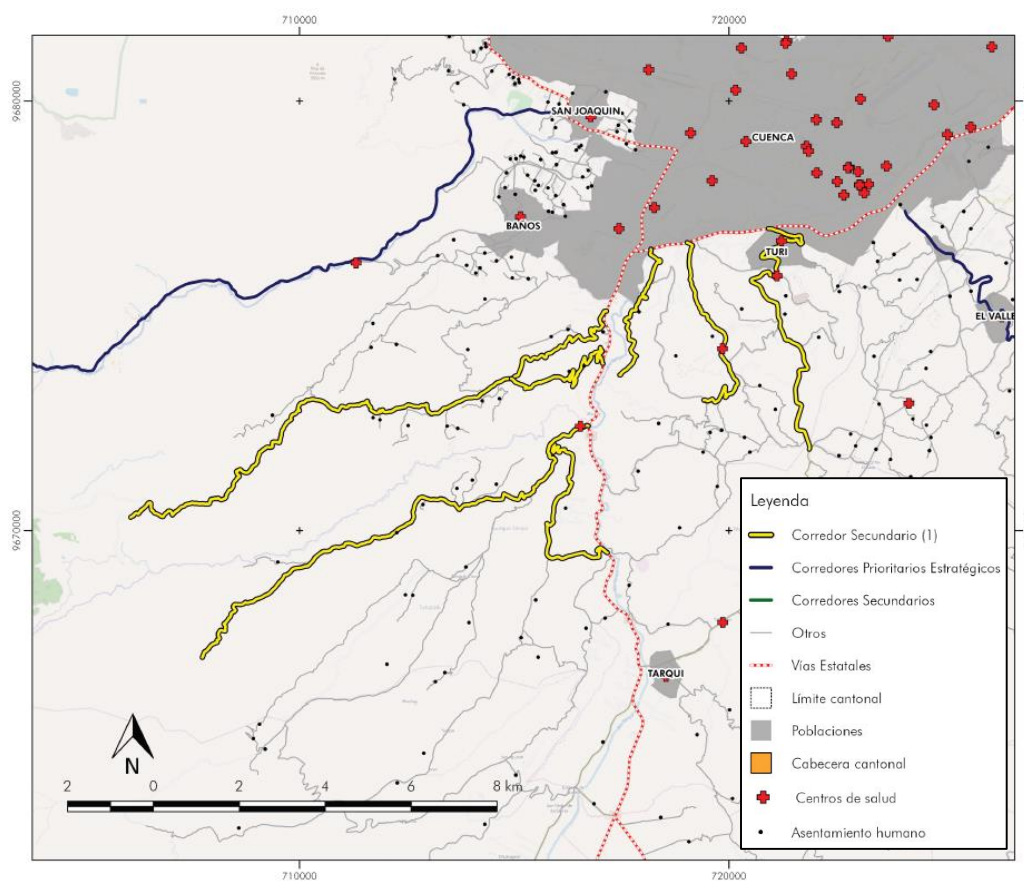 710000
720000
9680000
9670000
SAN JOAQUIN
CUENCA
BAÑOS
TURI
EL VALLE
TARQUI
N
2 0 2 4 6 8 km
Leyenda
Corredor Secundario (1)
Corredores Prioritarios Estratégicos
Corredores Secundarios
Otros
Vías Estatales
Límite cantonal
Poblaciones
Cabecera cantonal
Centros de salud
Asentamiento humano
710000
720000